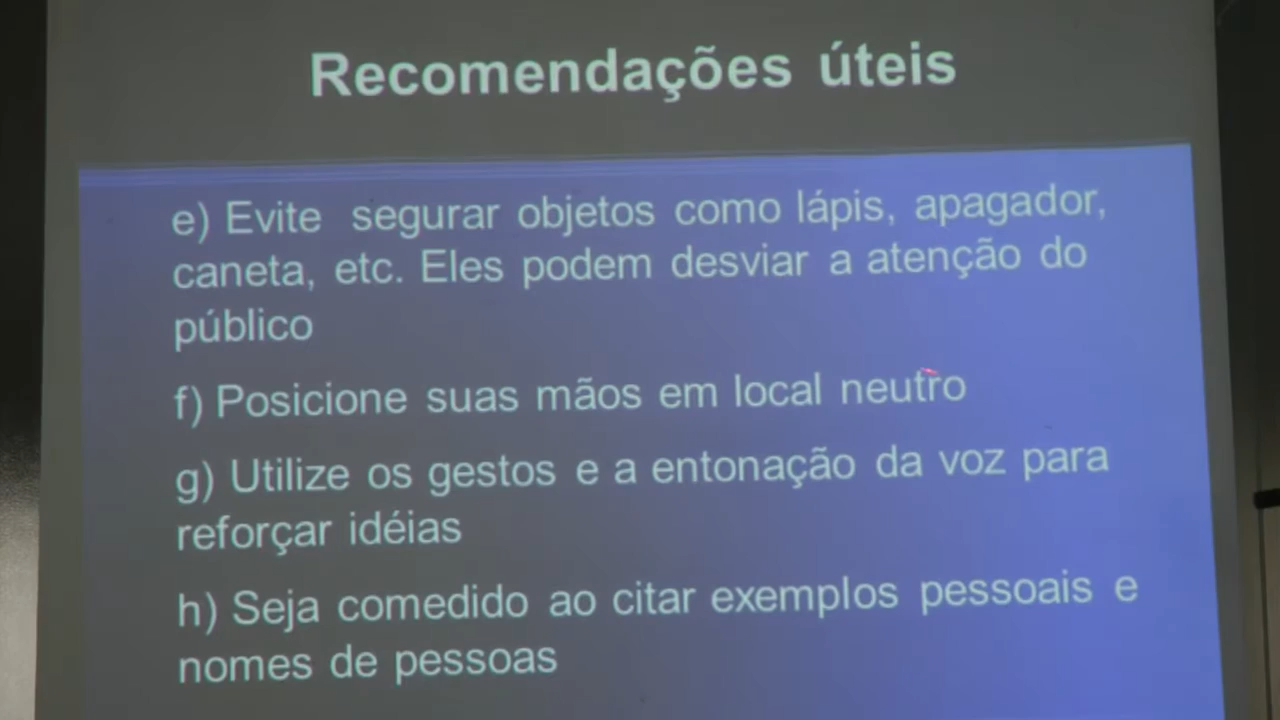 Recomendações úteis
e) Evite segurar objetos como lápis, apagador,
caneta, etc. Eles podem desviar a atenção do
público
f) Posicione suas mãos em local neutro
g) Utilize os gestos e a entonação da voz para
reforçar idéias
h) Seja comedido ao citar exemplos pessoais e
nomes de pessoas